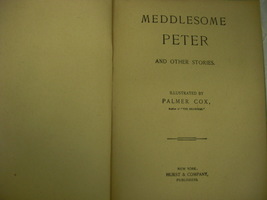 MEDDLESOME
PETER
AND OTHER STORIES.
ILLUSTRATED BY
PALMER COX,
NEW YORK:
HURST & COMPANY,
PUBLISHERS.